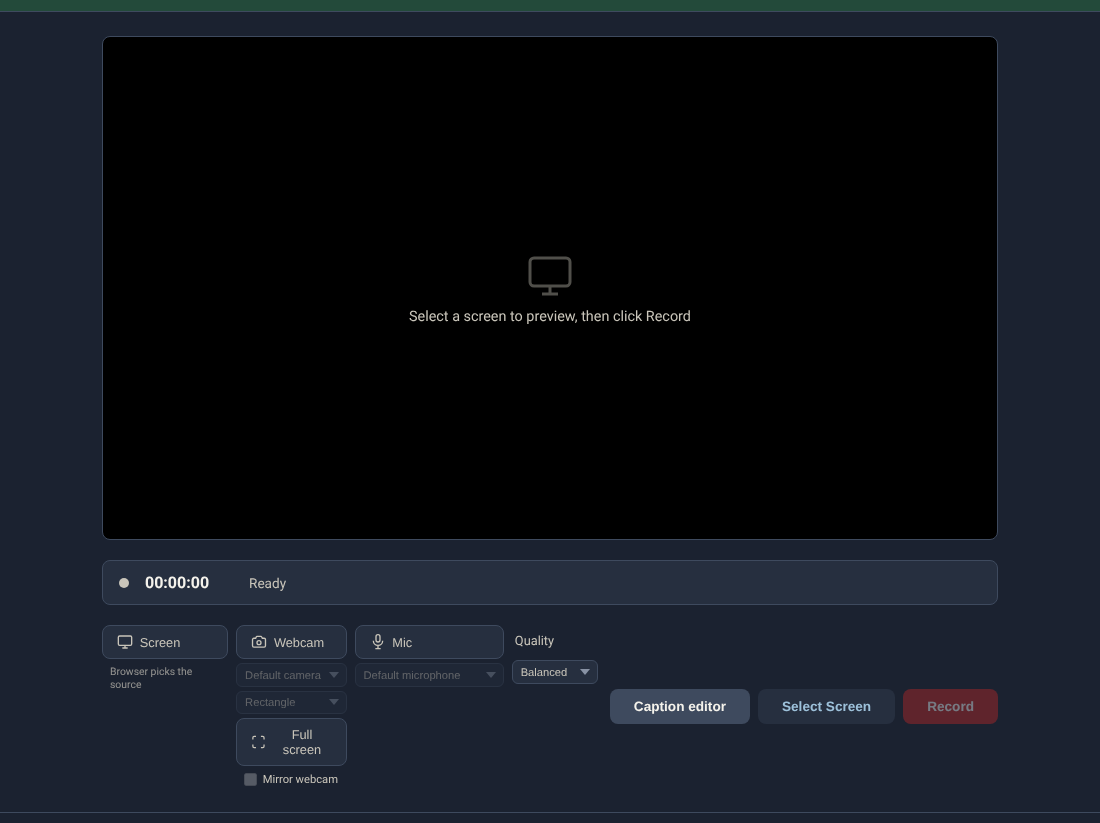 Select a screen to preview, then click Record
00:00:00 Ready
Screen
Browser picks the
source
Webcam
Default camera
Rectangle
Full
screen
Mirror webcam
Mic
Default microphone
Quality
Balanced
Caption editor
Select Screen
Record